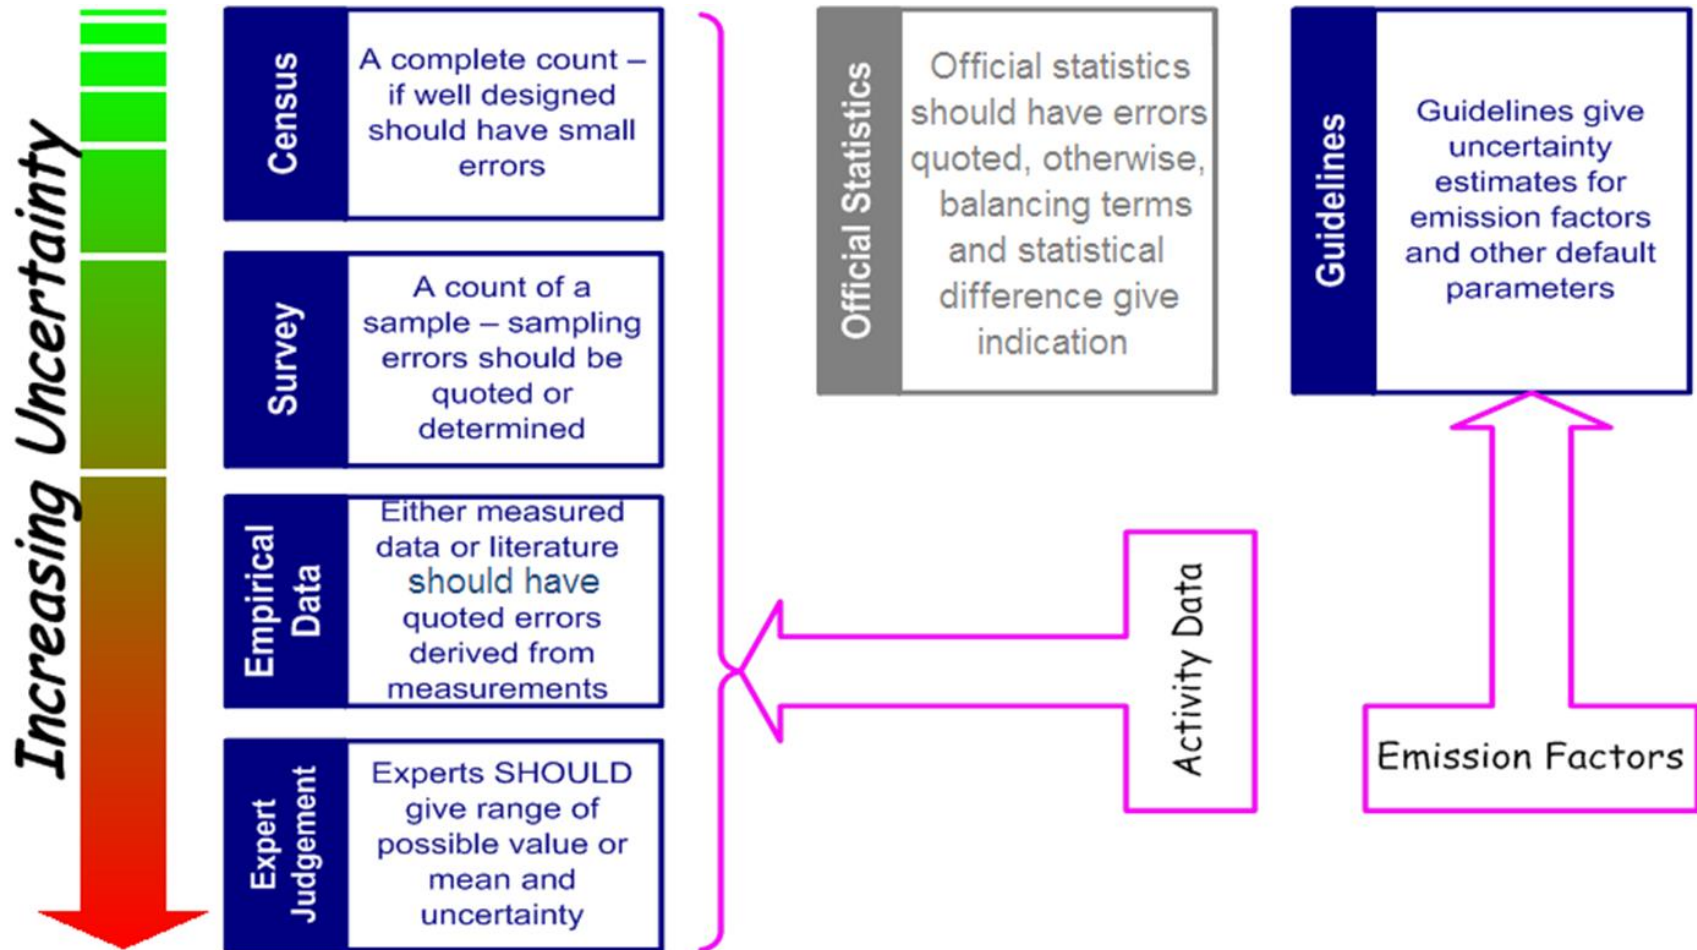 Increasing Uncertainty
Census
A complete count –
if well designed
should have small
errors
Survey
A count of a
sample – sampling
errors should be
quoted or
determined
Empirical
Data
Either measured
data or literature
should have
quoted errors
derived from
measurements
Expert
Judgement
Experts SHOULD
give range of
possible value or
mean and
uncertainty
Official Statistics
Official statistics
should have errors
quoted, otherwise,
balancing terms
and statistical
difference give
indication
Guidelines
Guidelines give
uncertainty
estimates for
emission factors
and other default
parameters
Activity Data
Emission Factors